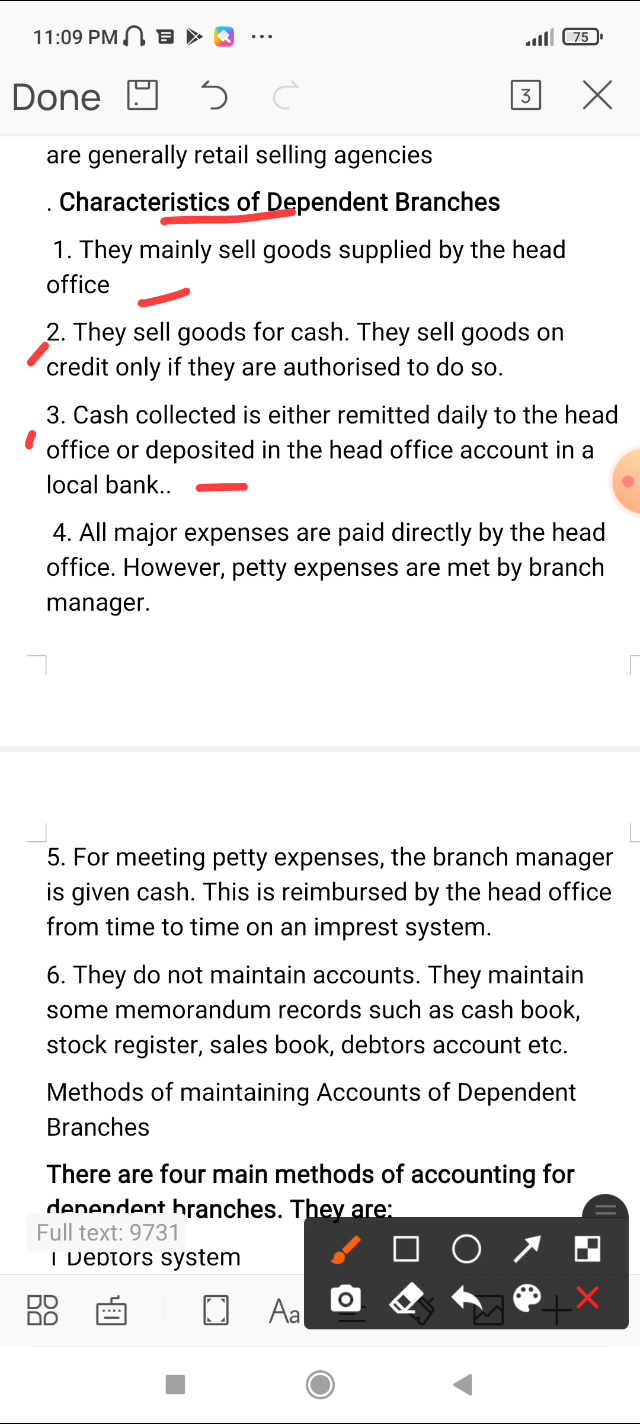 11:09 PM
75
Done
3
are generally retail selling agencies
. Characteristics of Dependent Branches
1. They mainly sell goods supplied by the head
office
2. They sell goods for cash. They sell goods on
credit only if they are authorised to do so.
3. Cash collected is either remitted daily to the head
office or deposited in the head office account in a
local bank..
4. All major expenses are paid directly by the head
office. However, petty expenses are met by branch
manager.
5. For meeting petty expenses, the branch manager
is given cash. This is reimbursed by the head office
from time to time on an imprest system.
6. They do not maintain accounts. They maintain
some memorandum records such as cash book,
stock register, sales book, debtors account etc.
Methods of maintaining Accounts of Dependent
Branches
There are four main methods of accounting for
dependent branches. They are:
Full text: 9731
1 Debtors system
Aa